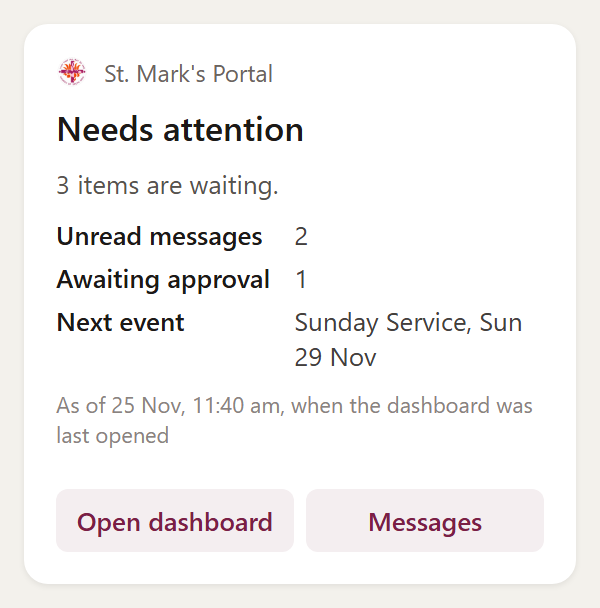 St. Mark's Portal
Needs attention
3 items are waiting.
Unread messages 2
Awaiting approval 1
Next event Sunday Service, Sun
29 Nov
As of 25 Nov, 11:40 am, when the dashboard was
last opened
Open dashboard Messages